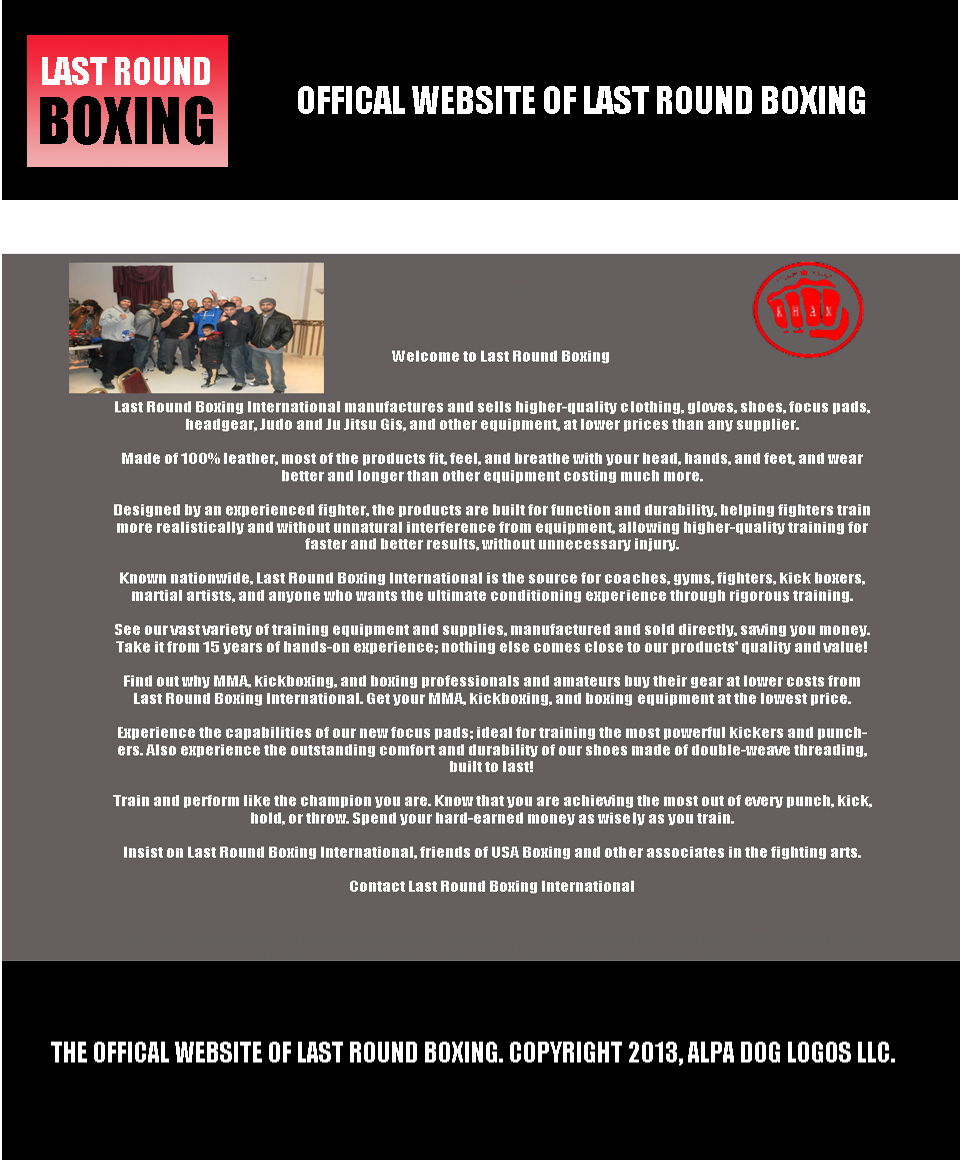 LAST ROUND
BOXING
OFFICAL WEBSITE OF LAST ROUND BOXING
KHAN
Welcome to Last Round Boxing
Last Round Boxing International manufactures and sells higher-quality clothing, gloves, shoes, focus pads,
headgear, Judo and Ju Jitsu Gis, and other equipment, at lower prices than any supplier.
Made of 100% leather, most of the products fit, feel, and breathe with your head, hands, and feet, and wear
better and longer than other equipment costing much more.
Designed by an experienced fighter, the products are built for function and durability, helping fighters train
more realistically and without unnatural interference from equipment, allowing higher-quality training for
faster and better results, without unnecessary injury.
Known nationwide, Last Round Boxing International is the source for coaches, gyms, fighters, kick boxers,
martial artists, and anyone who wants the ultimate conditioning experience through rigorous training.
See our vast variety of training equipment and supplies, manufactured and sold directly, saving you money.
Take it from 15 years of hands-on experience; nothing else comes close to our products' quality and value!
Find out why MMA, kickboxing, and boxing professionals and amateurs buy their gear at lower costs from
Last Round Boxing International. Get your MMA, kickboxing, and boxing equipment at the lowest price.
Experience the capabilities of our new focus pads; ideal for training the most powerful kickers and punch-
ers. Also experience the outstanding comfort and durability of our shoes made of double-weave threading,
built to last!
Train and perform like the champion you are. Know that you are achieving the most out of every punch, kick,
hold, or throw. Spend your hard-earned money as wisely as you train.
Insist on Last Round Boxing International, friends of USA Boxing and other associates in the fighting arts.
Contact Last Round Boxing International
THE OFFICAL WEBSITE OF LAST ROUND BOXING. COPYRIGHT 2013, ALPA DOG LOGOS LLC.